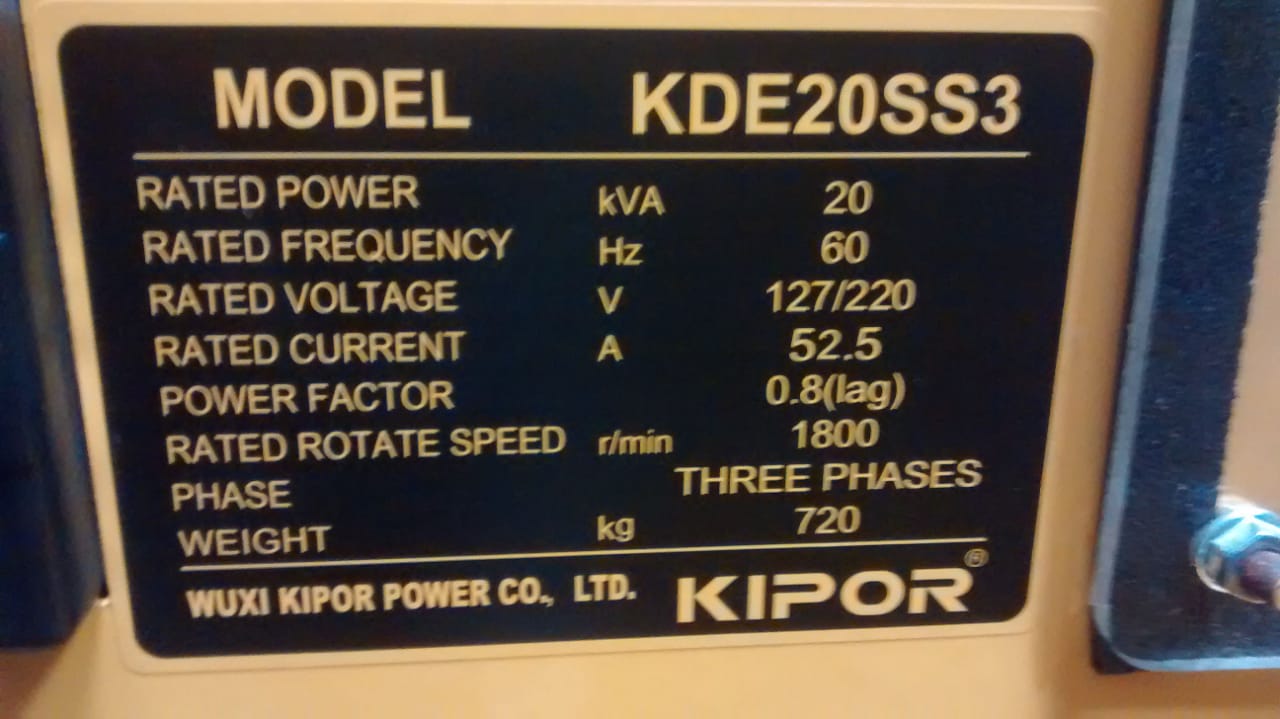 MODEL KDE20SS3
RATED POWER kVA 20
RATED FREQUENCY Hz 60
RATED VOLTAGE V 127/220
RATED CURRENT A 52.5
POWER FACTOR 0.8(lag)
RATED ROTATE SPEED r/min 1800
PHASE THREE PHASES
WEIGHT kg 720
WUXI KIPOR POWER CO., LTD. KIPOR®